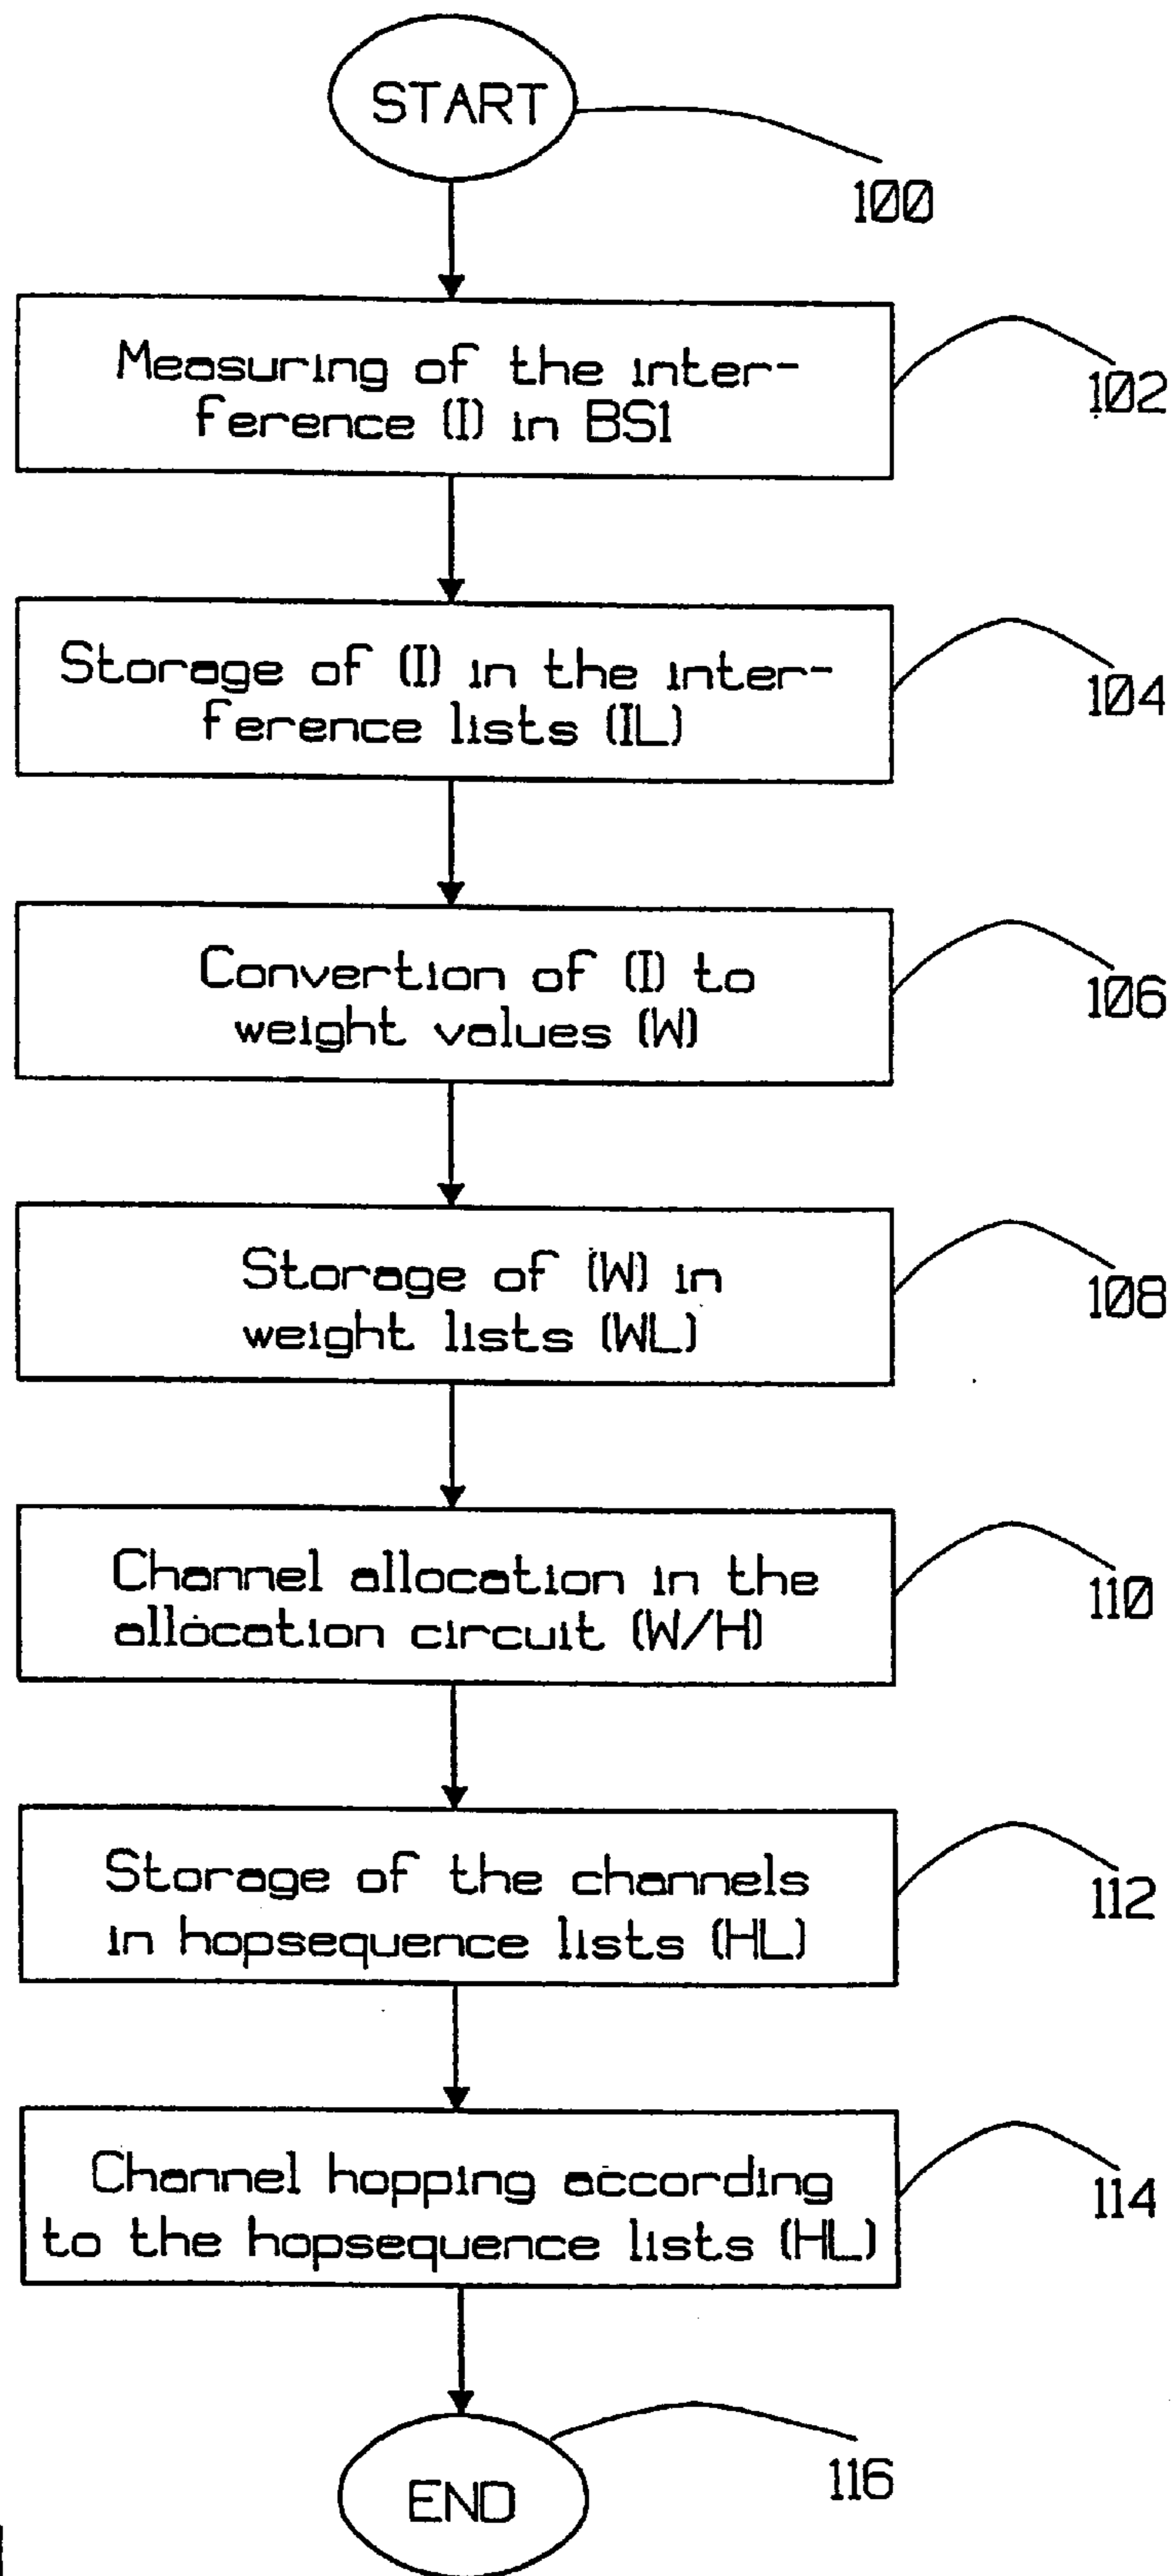 START
100
Measuring of the inter-
ference (I) in BS1
102
Storage of (I) in the inter-
ference lists (IL)
104
Convertion of (I) to
weight values (W)
106
Storage of (W) in
weight lists (WL)
108
Channel allocation in the
allocation circuit (W/H)
110
Storage of the channels
in hopsequence lists (HL)
112
Channel hopping according
to the hopsequence lists (HL)
114
END
116